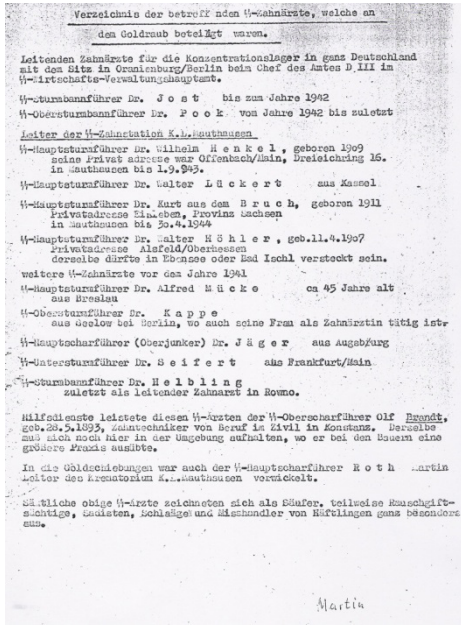 Verzeichnis der betreff nden SS-Zahnärzte, welche an
dem Goldraub beteiligt waren.
Leitenden Zahnärzte für die Konzentrationslager in ganz Deutschland
mit dem Sitz in Oranienburg/Berlin beim Chef des Amtes D III im
SS-Wirtschafts-Verwaltungshauptamt.
SS-Sturmbannführer Dr. J o s t   bis zum Jahre 1942
SS-Obersturmbannführer Dr. P o o k  vom Jahre 1942 bis zuletzt
Leiter der SS-Zahnstation K.L.Mauthausen
SS-Hauptsturmführer Dr. Wilhelm H e n k e l, geboren 1909
seine Privat adresse war Offenbach/Main, Dreieichring 16.
in Mauthausen bis 1.9.943.
SS-Hauptsturmführer Dr. Walter L ü c k e r t   aus Kassel
SS-Hauptsturmführer Dr. Kurt aus dem B r u c h, geboren 1911
Privatadresse Eisleben, Provinz Sachsen
in Mauthausen bis 30.4.1944
SS-Hauptsturmführer Dr. Walter H ö h l e r, geb.11.4.1907
Privatadresse Alsfeld/Oberhessen
derselbe dürfte in Ebensee oder Bad Ischl versteckt sein.
weitere SS-Zahnärzte vor dem Jahre 1941
SS-Hauptsturmführer Dr. Alfred M ü c k e   ca 45 Jahre alt
aus Breslau
SS-Obersturmführer Dr. K a p p e
aus Seelow bei Berlin, wo auch seine Frau als Zahnärztin tätig ist.
SS-Hauptscharführer (Oberjunker) Dr. J ä g e r   aus Augsburg
SS-Untersturmführer Dr. S e i f e r t   aus Frankfurt/Main
SS-Sturmbannführer Dr. H e l b l i n g
zuletzt als leitender Zahnarzt in Rowno.
Hilfsdienste leistete diesen SS-Ärzten der SS-Oberscharführer Olf Brandt,
geb.28.5.1893, Zahntechniker von Beruf im Zivil in Konstanz. Derselbe
muß sich noch hier in der Umgebung aufhalten, wo er bei den Bauern eine
größere Praxis ausübte.
In die Goldschiebungen war auch der SS-Hauptscharführer R o t h  Martin
Leiter des Krematorium K.L.Mauthausen verwickelt.
Sämtliche obige SS-Ärzte zeichneten sich als Säufer, teilweise Rauschgift-
süchtige, Sadisten, Schläger und Misshandler von Häftlingen ganz besonders
aus.
Martin